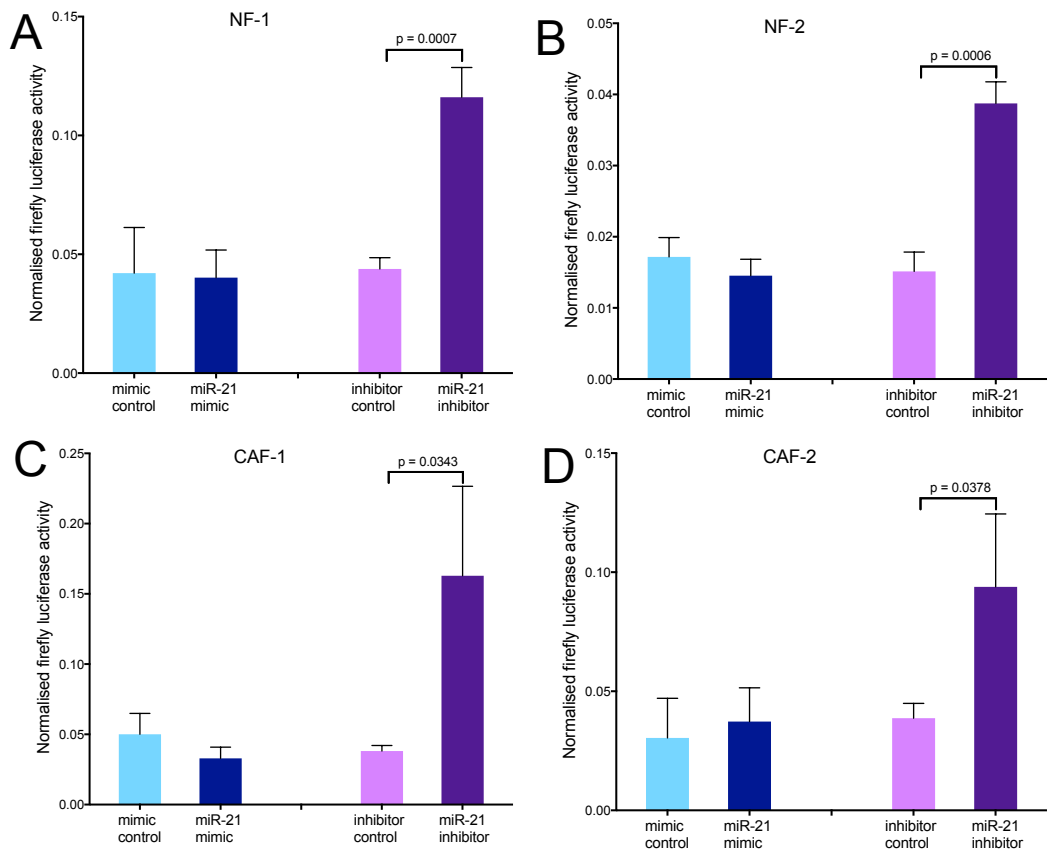 A
NF-1
Normalised firefly luciferase activity
0.15
0.10
0.05
0.00
p = 0.0007
mimic
control
miR-21
mimic
inhibitor
control
miR-21
inhibitor
B
NF-2
Normalised firefly luciferase activity
0.05
0.04
0.03
0.02
0.01
0.00
p = 0.0006
mimic
control
miR-21
mimic
inhibitor
control
miR-21
inhibitor
C
CAF-1
Normalised firefly luciferase activity
0.25
0.20
0.15
0.10
0.05
0.00
p = 0.0343
mimic
control
miR-21
mimic
inhibitor
control
miR-21
inhibitor
D
CAF-2
Normalised firefly luciferase activity
0.15
0.10
0.05
0.00
p = 0.0378
mimic
control
miR-21
mimic
inhibitor
control
miR-21
inhibitor